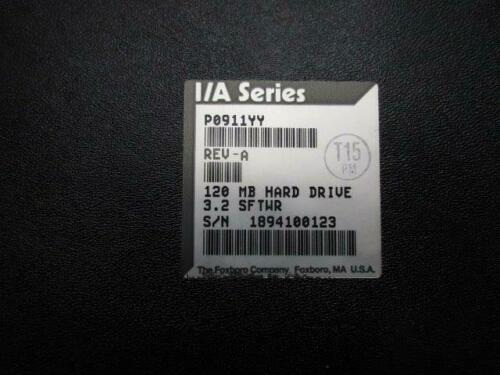 I/A Series
P0911YY
REV-A
T15
PM
120 MB HARD DRIVE
3.2 SFTWR
S/N 1894100123
The Foxboro Company, Foxboro, MA U.S.A.